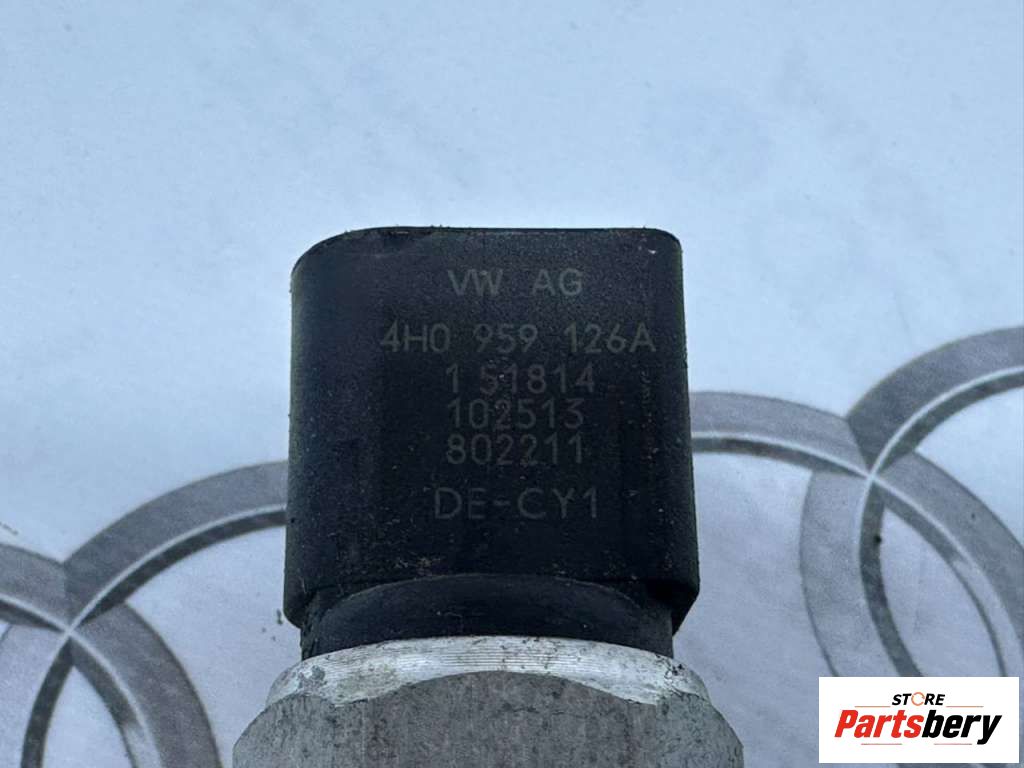 VW AG
4H0 959 126A
1 51814
102513
802211
DE-CY1
STORE
Partsbery